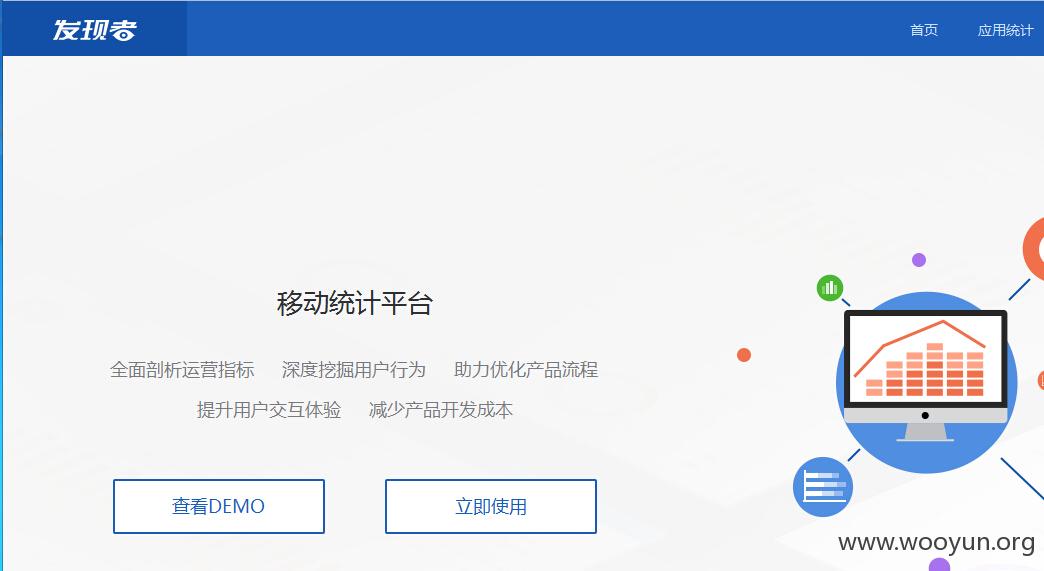 发现者 首页 应用统计
移动统计平台
全面剖析运营指标 深度挖掘用户行为 助力优化产品流程
提升用户交互体验 减少产品开发成本
查看DEMO 立即使用
www.wooyun.org